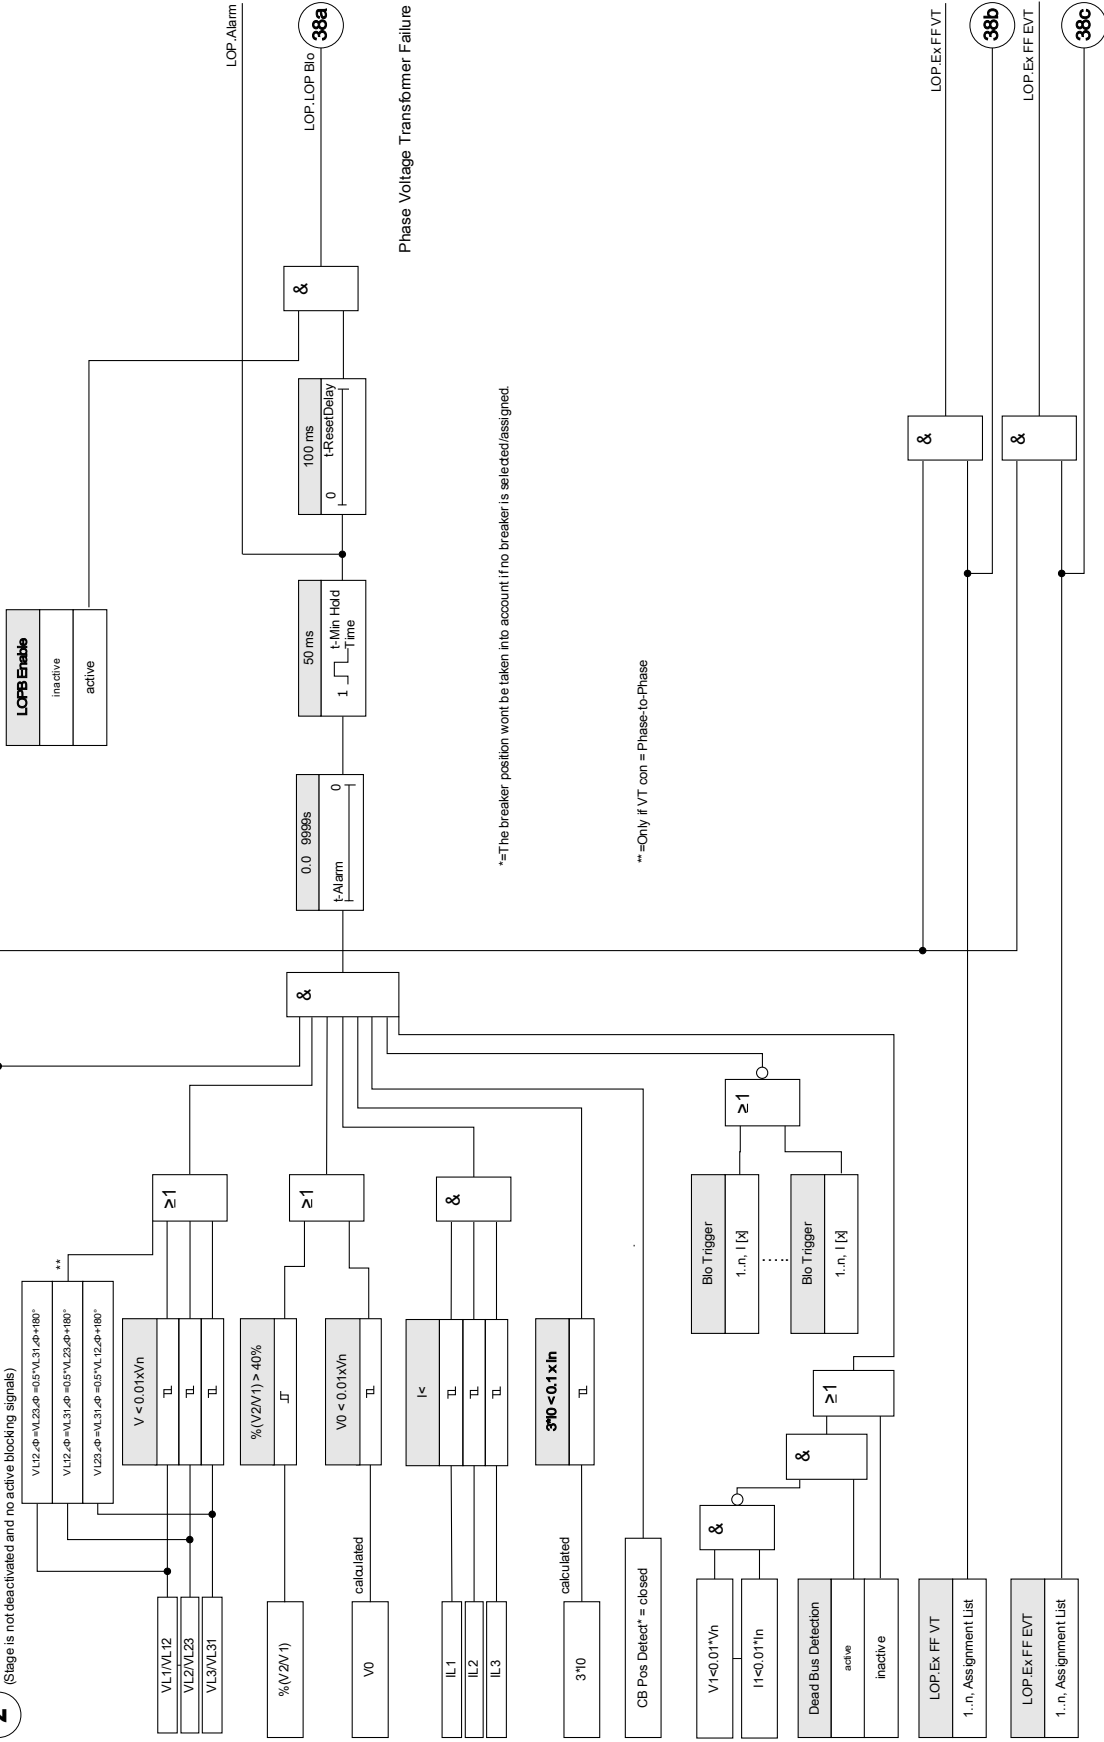 2
(Stage is not deactivated and no active blocking signals)
VL12∠Φ=VL23∠Φ=0.5*VL31∠Φ+180°
VL12∠Φ=VL31∠Φ=0.5*VL23∠Φ+180°
VL23∠Φ=VL31∠Φ=0.5*VL12∠Φ+180°
**
VL1/VL12
VL2/VL23
VL3/VL31
V < 0.01xVn
≥1
%(V2/V1)
%(V2/V1) > 40%
V0
calculated
V0 < 0.01xVn
≥1
IL1
IL2
IL3
I<
&
3*I0
calculated
3*I0 < 0.1 x In
CB Pos Detect* = closed
V1<0.01*Vn
I1<0.01*In
&
Dead Bus Detection
active
inactive
&
≥1
Blo Trigger
1..n, I [x]
Blo Trigger
1..n, I [x]
≥1
&
0.0 9999s
t-Alarm
0
50 ms
1
t-Min Hold
Time
100 ms
0
t-ResetDelay
LOPB Enable
inactive
active
&
LOP.Alarm
LOP.LOP Blo
38a
Phase Voltage Transformer Failure
*=The breaker position wont be taken into account if no breaker is selected/assigned.
**=Only if VT con = Phase-to-Phase
LOP.Ex FF VT
1..n, Assignment List
&
LOP.Ex FF VT
38b
LOP.Ex FF EVT
1..n, Assignment List
&
LOP.Ex FF EVT
38c